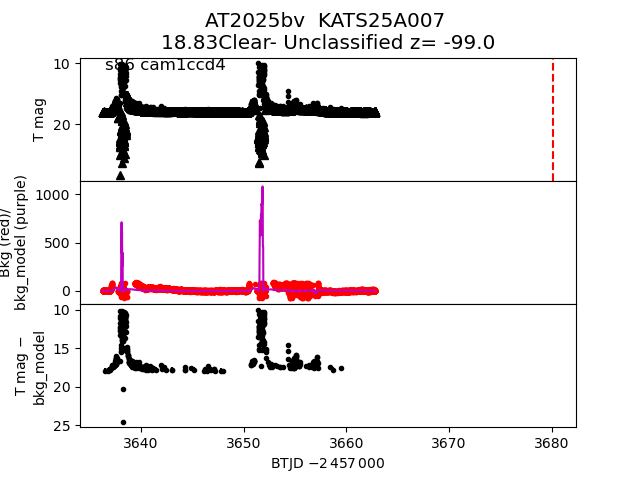 AT2025bv  KATS25A007
18.83Clear- Unclassified z= -99.0
s86 cam1ccd4
10
20
T mag
1000
500
0
Bkg (red)/
bkg_model (purple)
10
15
20
25
T mag −
bkg_model
3640 3650 3660 3670 3680
BTJD −2 457 000